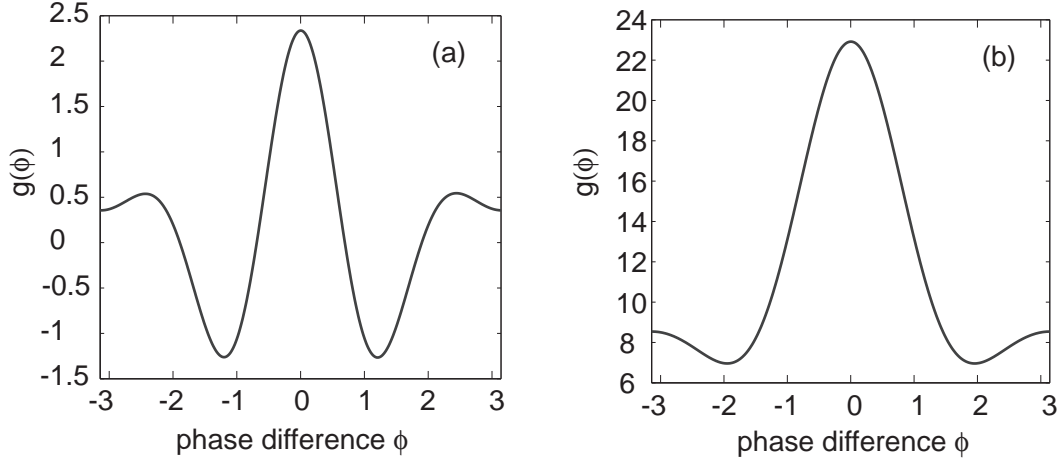 2.5
2
1.5
1
0.5
0
-0.5
-1
-1.5
g(φ)
(a)
-3 -2 -1 0 1 2 3
phase difference φ
24
22
20
18
16
14
12
10
8
6
g(φ)
(b)
-3 -2 -1 0 1 2 3
phase difference φ